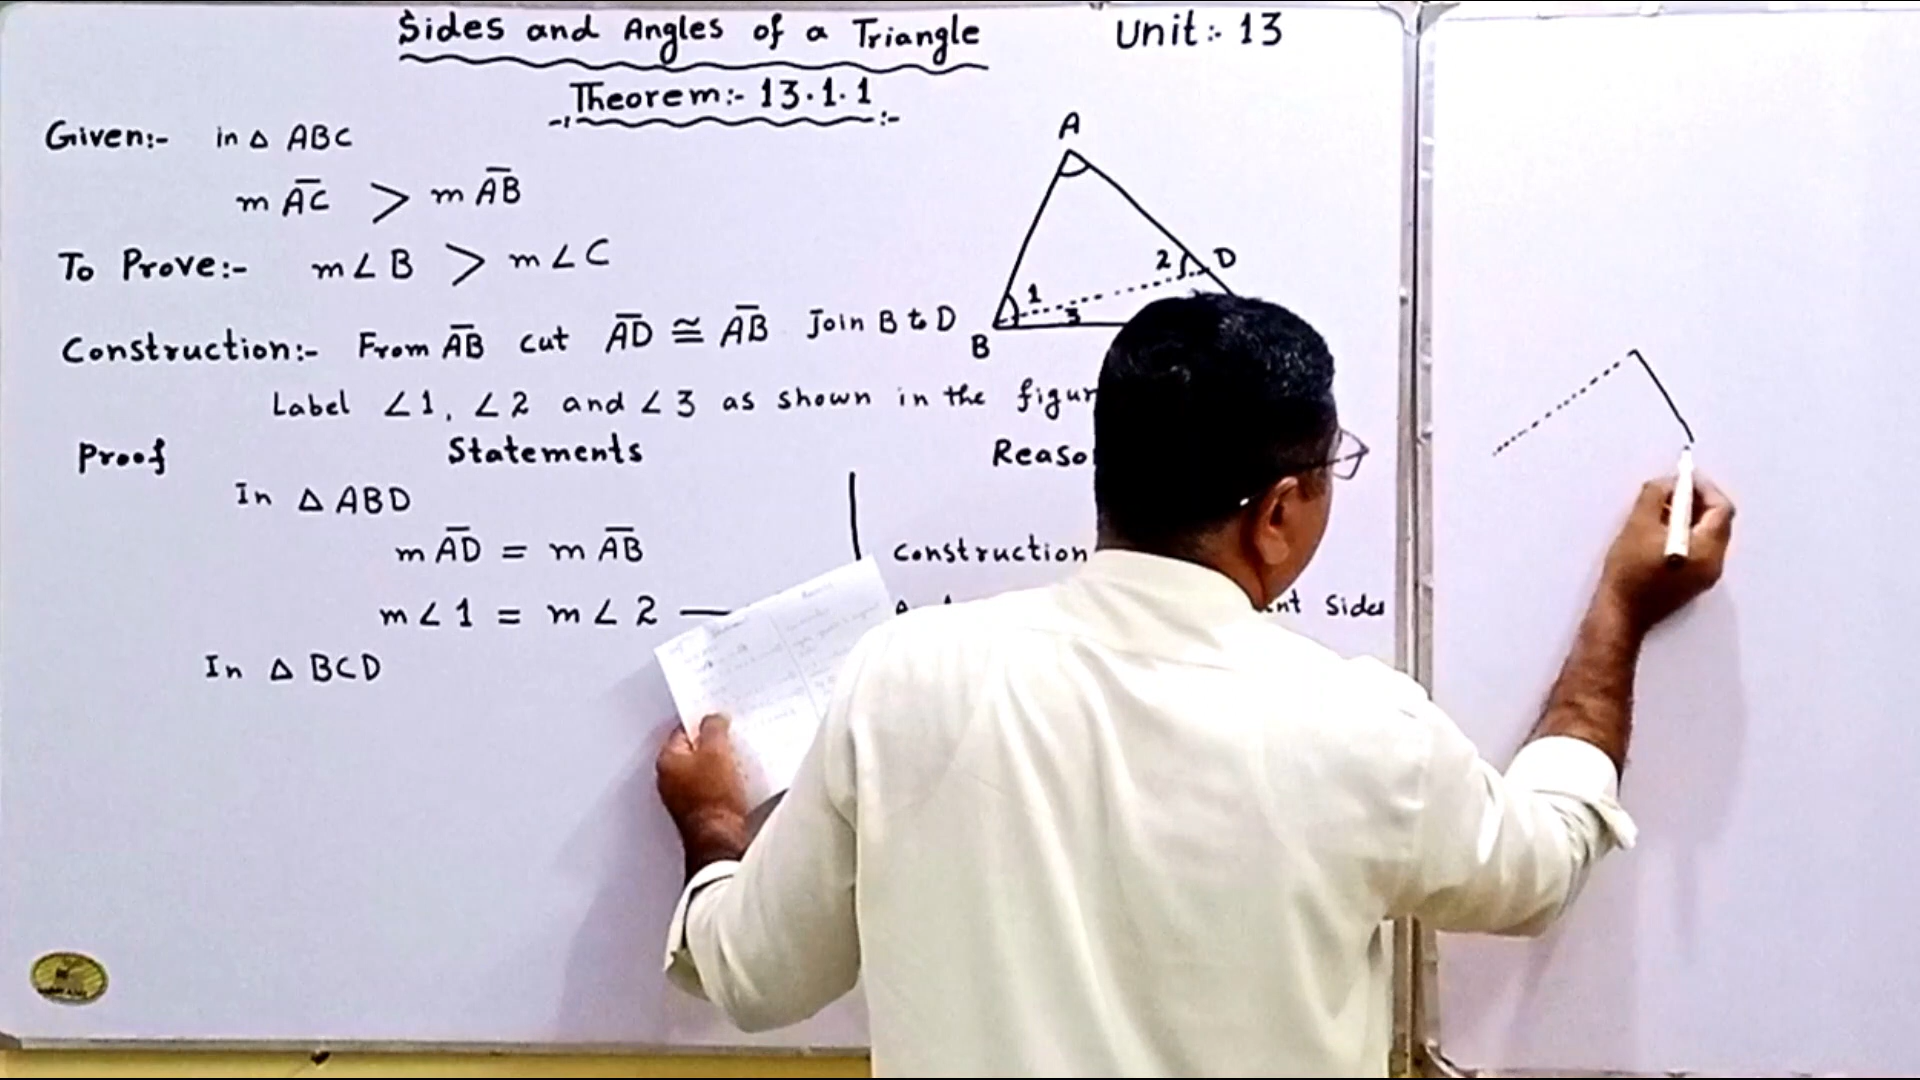 Sides and Angles of a Triangle Unit:- 13
Theorem:- 13.1.1
Given:- in △ ABC
m A̅C̅ > m A̅B̅
To Prove:- m∠B > m∠C
Construction:- From A̅B̅ cut A̅D̅ ≅ A̅B̅ Join B to D
Label ∠1, ∠2 and ∠3 as shown in the figur
Proof Statements Reaso
In △ ABD
m A̅D̅ = m A̅B̅ construction
m∠1 = m∠2 — Sides
In △ BCD
A
2 D
1
3
B